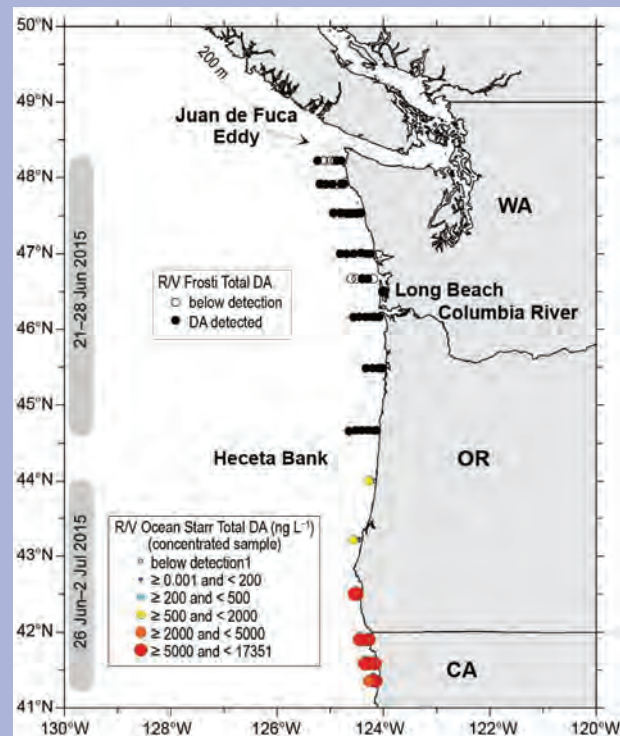 50°N
49°N
48°N
47°N
46°N
45°N
44°N
43°N
42°N
41°N
200 m
Juan de Fuca
Eddy
WA
21–28 Jun 2015
R/V Frosti Total DA
below detection
DA detected
Long Beach
Columbia River
Heceta Bank
OR
26 Jun–2 Jul 2015
R/V Ocean Starr Total DA (ng L⁻¹)
(concentrated sample)
below detection1
≥ 0.001 and < 200
≥ 200 and < 500
≥ 500 and < 2000
≥ 2000 and < 5000
≥ 5000 and < 17351
CA
130°W 128°W 126°W 124°W 122°W 120°W